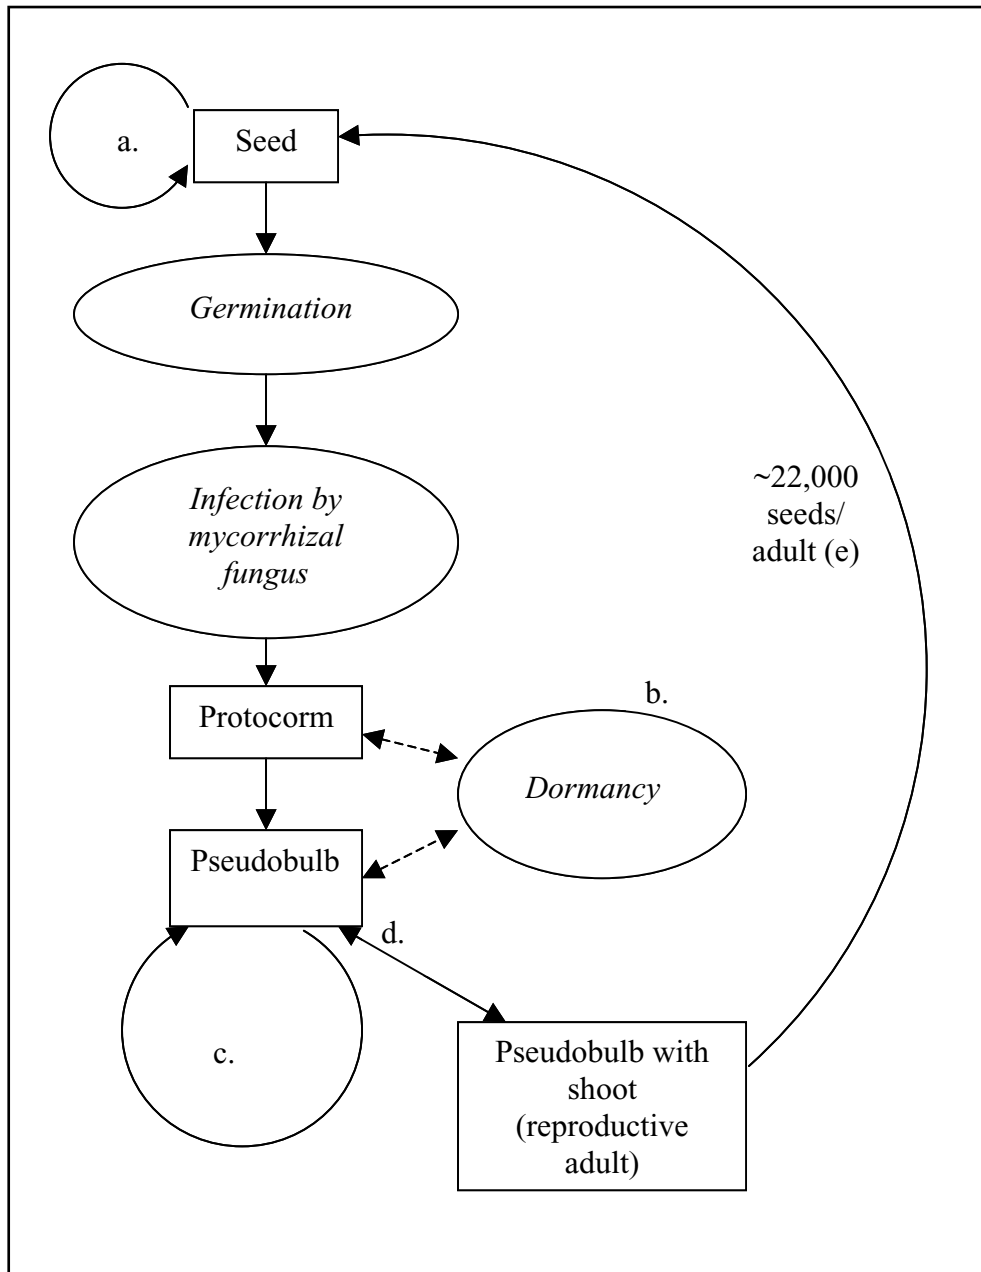 a.
Seed
Germination
Infection by
mycorrhizal
fungus
~22,000
seeds/
adult (e)
Protocorm
b.
Dormancy
Pseudobulb
d.
c.
Pseudobulb with
shoot
(reproductive
adult)